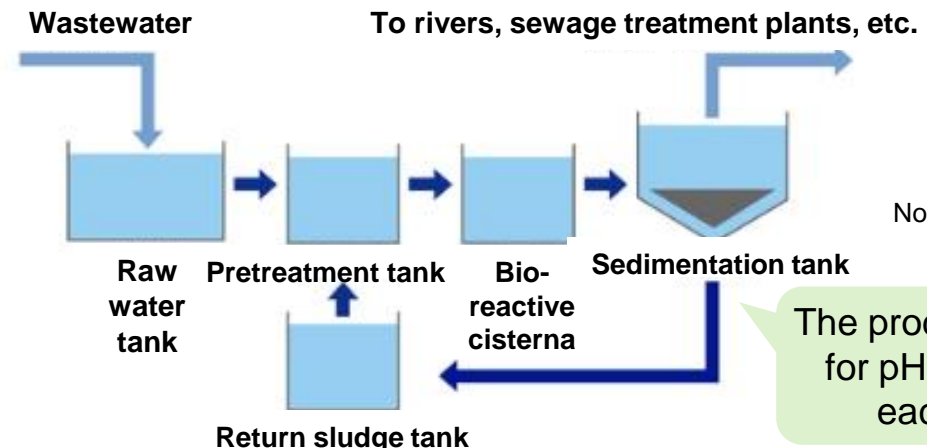 Wastewater
To rivers, sewage treatment plants, etc.
Raw
water
tank
Pretreatment tank
Bio-
reactive
cisterna
Sedimentation tank
Return sludge tank
No
The proc
for pH
eac